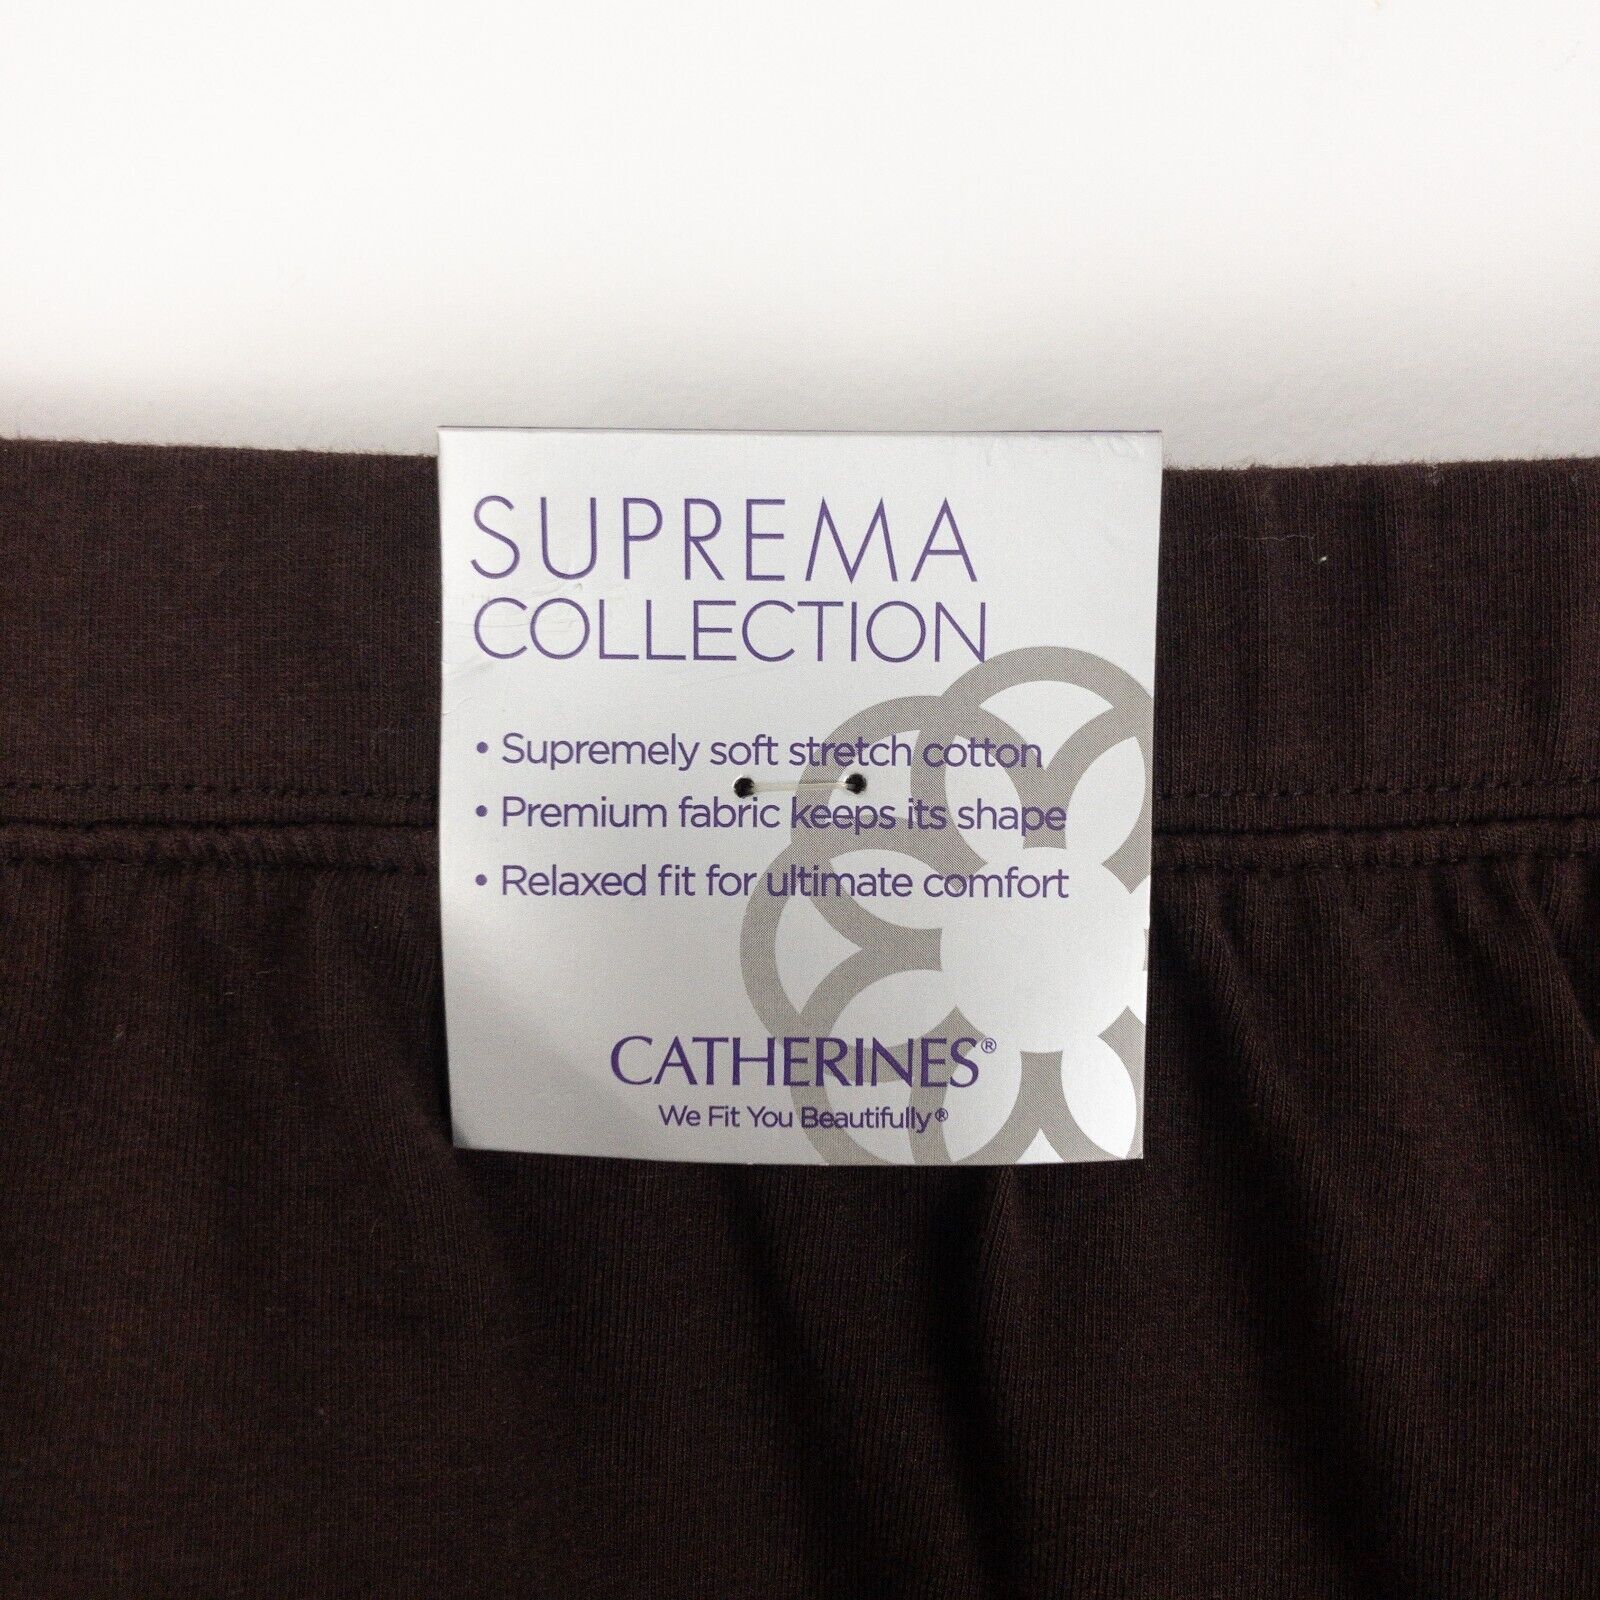 SUPREMA
COLLECTION
• Supremely soft stretch cotton
• Premium fabric keeps its shape
• Relaxed fit for ultimate comfort
CATHERINES®
We Fit You Beautifully®